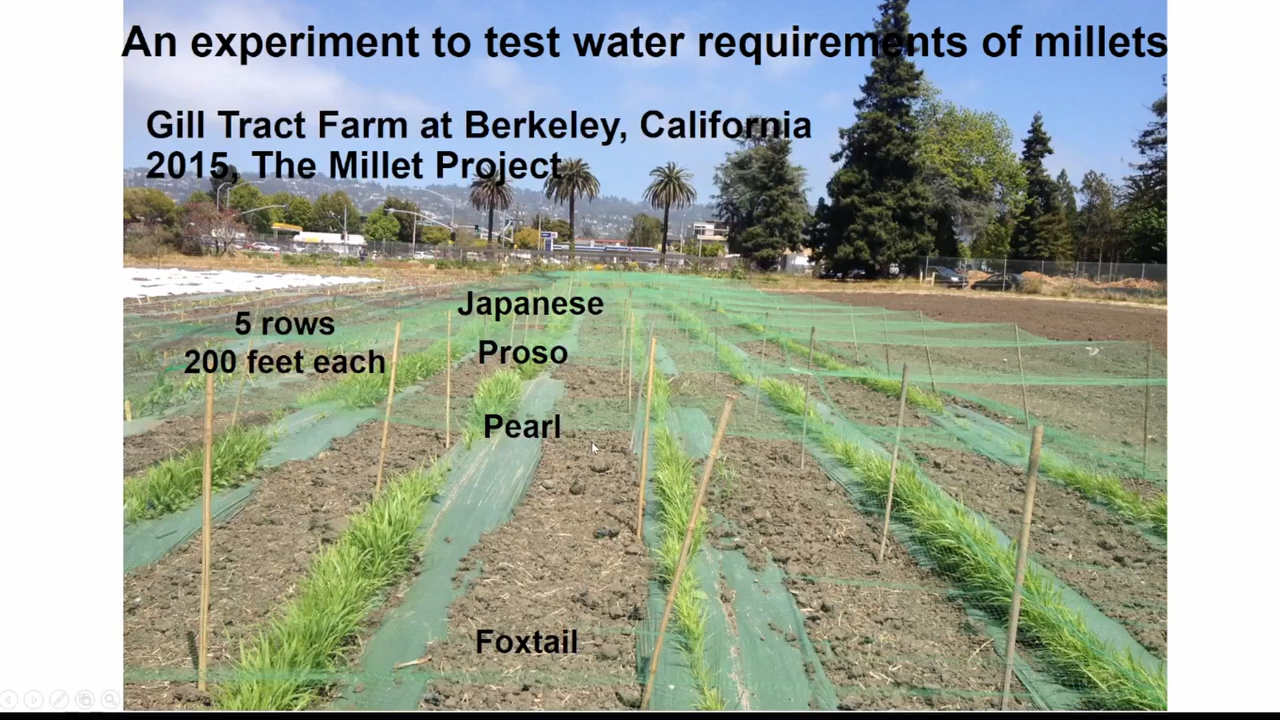 An experiment to test water requirements of millets
Gill Tract Farm at Berkeley, California
2015, The Millet Project
Japanese
5 rows
200 feet each
Proso
Pearl
Foxtail